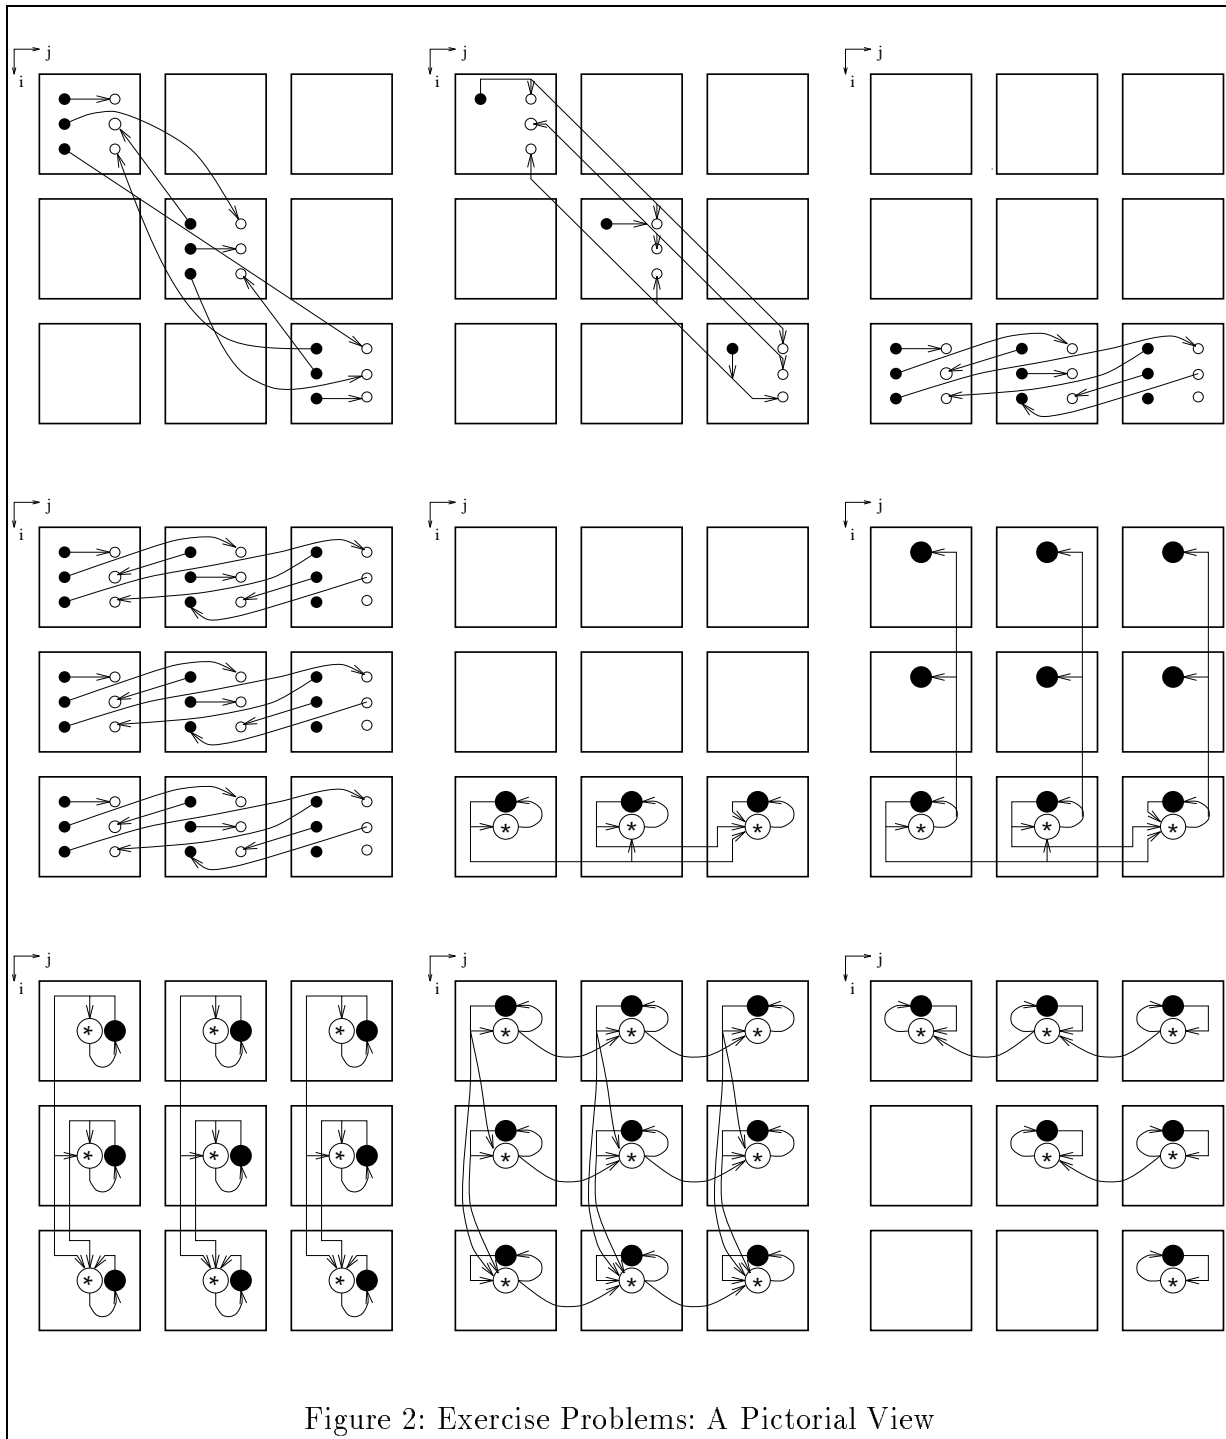 j j j
i i i
j j j
i i i
* * * * * *
j j j
i i i
* * * * * * * * *
* * * * * * * *
* * * * * * *
Figure 2: Exercise Problems: A Pictorial View